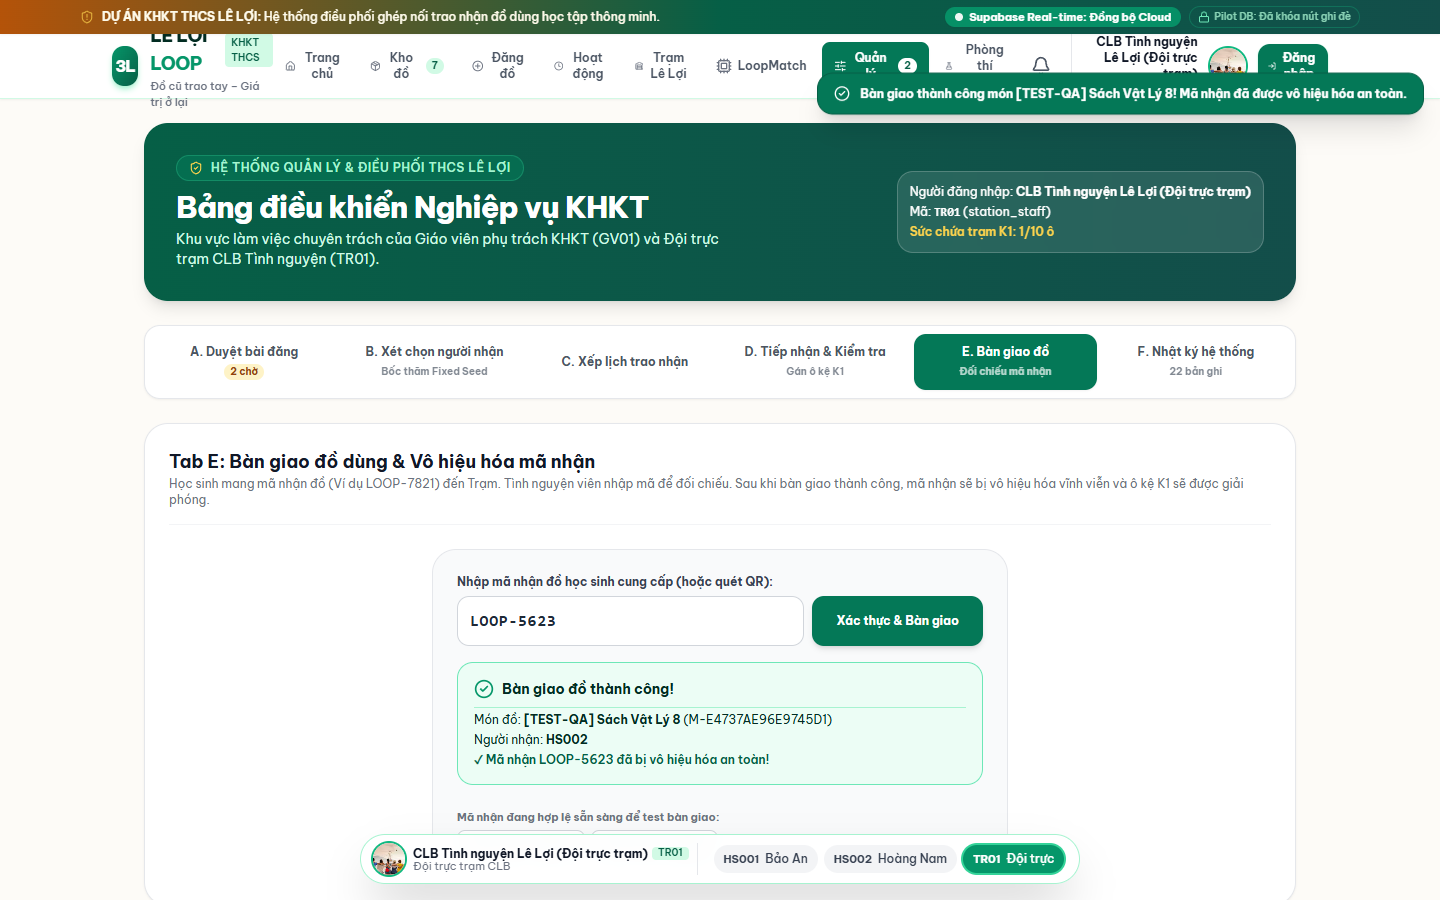 DỰ ÁN KHKT THCS LÊ LỢI: Hệ thống điều phối ghép nối trao nhận đồ dùng học tập thông minh.
Supabase Real-time: Đồng bộ Cloud
Pilot DB: Đã khóa nút ghi đè
3L
LÊ LỢI
LOOP
KHKT
THCS
Đồ cũ trao tay – Giá
trị ở lại
Trang
chủ
Kho
đồ
7
Đăng
đồ
Hoạt
động
Trạm
Lê Lợi
LoopMatch
Quản
lý
2
Phòng
thí
CLB Tình nguyện
Lê Lợi (Đội trực
trạm)
Đăng
nhập
Bàn giao thành công món [TEST-QA] Sách Vật Lý 8! Mã nhận đã được vô hiệu hóa an toàn.
HỆ THỐNG QUẢN LÝ & ĐIỀU PHỐI THCS LÊ LỢI
Bảng điều khiển Nghiệp vụ KHKT
Khu vực làm việc chuyên trách của Giáo viên phụ trách KHKT (GV01) và Đội trực
trạm CLB Tình nguyện (TR01).
Người đăng nhập: CLB Tình nguyện Lê Lợi (Đội trực trạm)
Mã: TR01 (station_staff)
Sức chứa trạm K1: 1/10 ô
A. Duyệt bài đăng
2 chờ
B. Xét chọn người nhận
Bốc thăm Fixed Seed
C. Xếp lịch trao nhận
D. Tiếp nhận & Kiểm tra
Gán ô kệ K1
E. Bàn giao đồ
Đối chiếu mã nhận
F. Nhật ký hệ thống
22 bản ghi
Tab E: Bàn giao đồ dùng & Vô hiệu hóa mã nhận
Học sinh mang mã nhận đồ (Ví dụ LOOP-7821) đến Trạm. Tình nguyện viên nhập mã để đối chiếu. Sau khi bàn giao thành công, mã nhận sẽ bị vô hiệu hóa vĩnh viễn và ô kệ K1 sẽ được giải
phóng.
Nhập mã nhận đồ học sinh cung cấp (hoặc quét QR):
LOOP-5623
Xác thực & Bàn giao
Bàn giao đồ thành công!
Món đồ: [TEST-QA] Sách Vật Lý 8 (M-E4737AE96E9745D1)
Người nhận: HS002
✓ Mã nhận LOOP-5623 đã bị vô hiệu hóa an toàn!
Mã nhận đang hợp lệ sẵn sàng để test bàn giao:
CLB Tình nguyện Lê Lợi (Đội trực trạm) TR01
Đội trực trạm CLB
HS001 Bảo An
HS002 Hoàng Nam
TR01 Đội trực